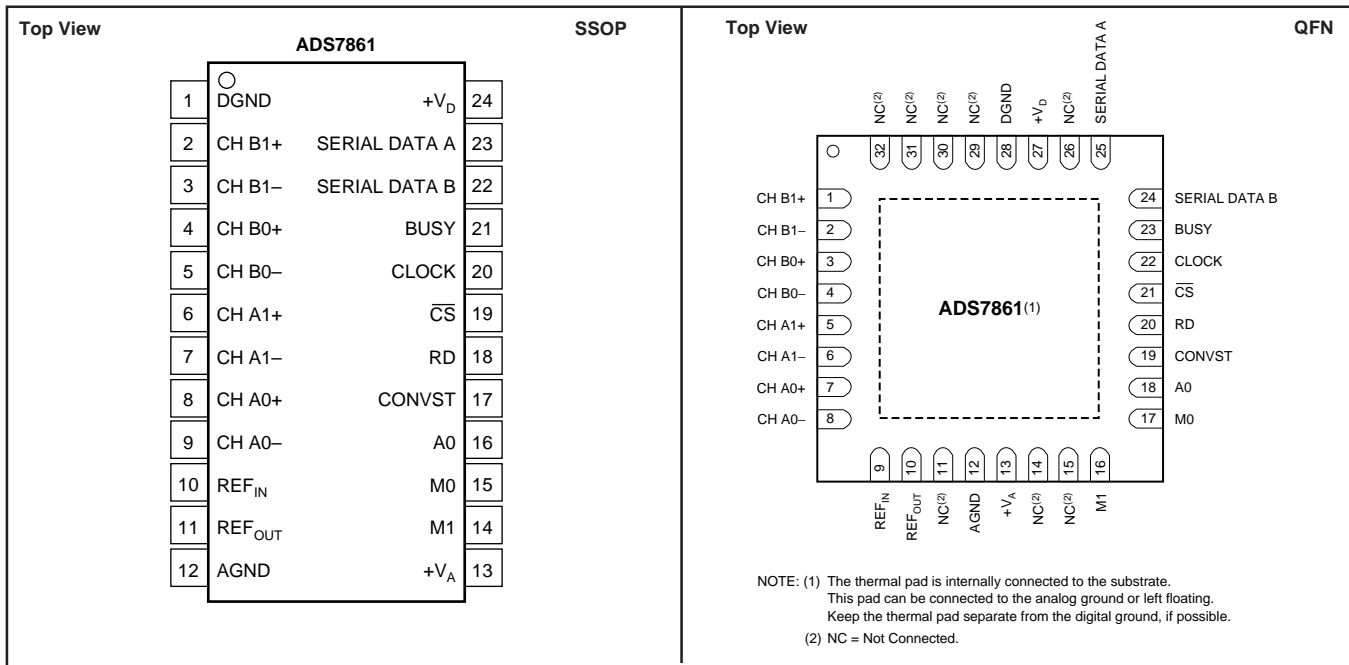 Top View SSOP
ADS7861
1 DGND +VD 24
2 CH B1+ SERIAL DATA A 23
3 CH B1– SERIAL DATA B 22
4 CH B0+ BUSY 21
5 CH B0– CLOCK 20
6 CH A1+ CS 19
7 CH A1– RD 18
8 CH A0+ CONVST 17
9 CH A0– A0 16
10 REFIN M0 15
11 REFOUT M1 14
12 AGND +VA 13
Top View QFN
NC(2) NC(2) NC(2) NC(2) DGND +VD NC(2) SERIAL DATA A
32 31 30 29 28 27 26 25
CH B1+ 1 24 SERIAL DATA B
CH B1– 2 23 BUSY
CH B0+ 3 22 CLOCK
CH B0– 4 21 CS
ADS7861(1)
CH A1+ 5 20 RD
CH A1– 6 19 CONVST
CH A0+ 7 18 A0
CH A0– 8 17 M0
9 10 11 12 13 14 15 16
REFIN REFOUT NC(2) AGND +VA NC(2) NC(2) M1
NOTE: (1) The thermal pad is internally connected to the substrate.
This pad can be connected to the analog ground or left floating.
Keep the thermal pad separate from the digital ground, if possible.
(2) NC = Not Connected.